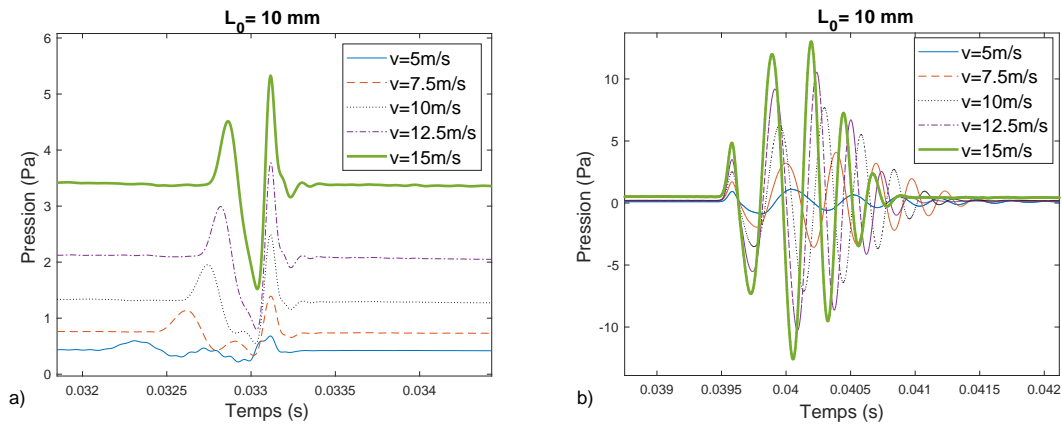 L0= 10 mm
6
5
4
3
2
1
0
Pression (Pa)
0.032
0.0325
0.033
0.0335
0.034
Temps (s)
v=5m/s
v=7.5m/s
v=10m/s
v=12.5m/s
v=15m/s
a)
L0= 10 mm
10
5
0
-5
-10
Pression (Pa)
0.039
0.0395
0.04
0.0405
0.041
0.0415
0.042
Temps (s)
v=5m/s
v=7.5m/s
v=10m/s
v=12.5m/s
v=15m/s
b)